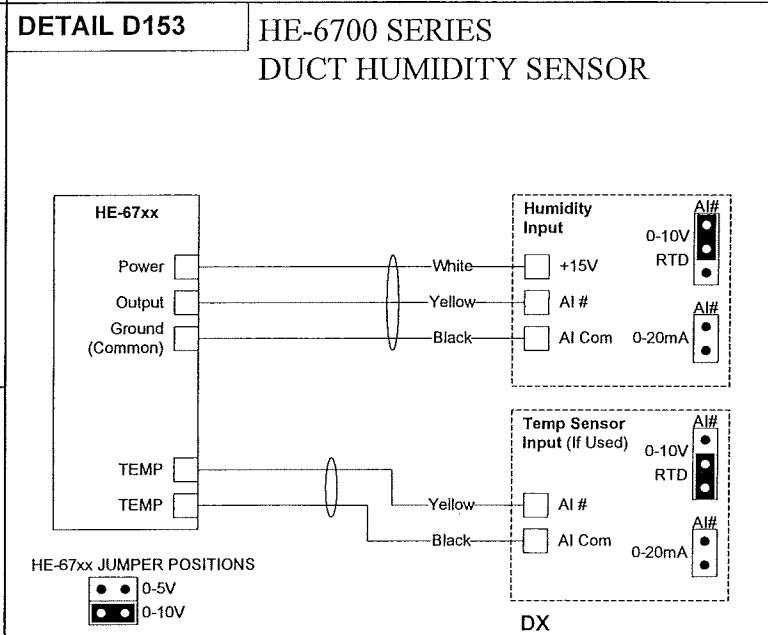 DETAIL D153
HE-6700 SERIES
DUCT HUMIDITY SENSOR
HE-67xx
Power
Output
Ground
(Common)
TEMP
TEMP
White
Yellow
Black
Yellow
Black
Humidity
Input
+15V
AI #
AI Com
AI#
0-10V
RTD
AI#
0-20mA
Temp Sensor
Input (If Used)
AI #
AI Com
AI#
0-10V
RTD
AI#
0-20mA
HE-67xx JUMPER POSITIONS
0-5V
0-10V
DX